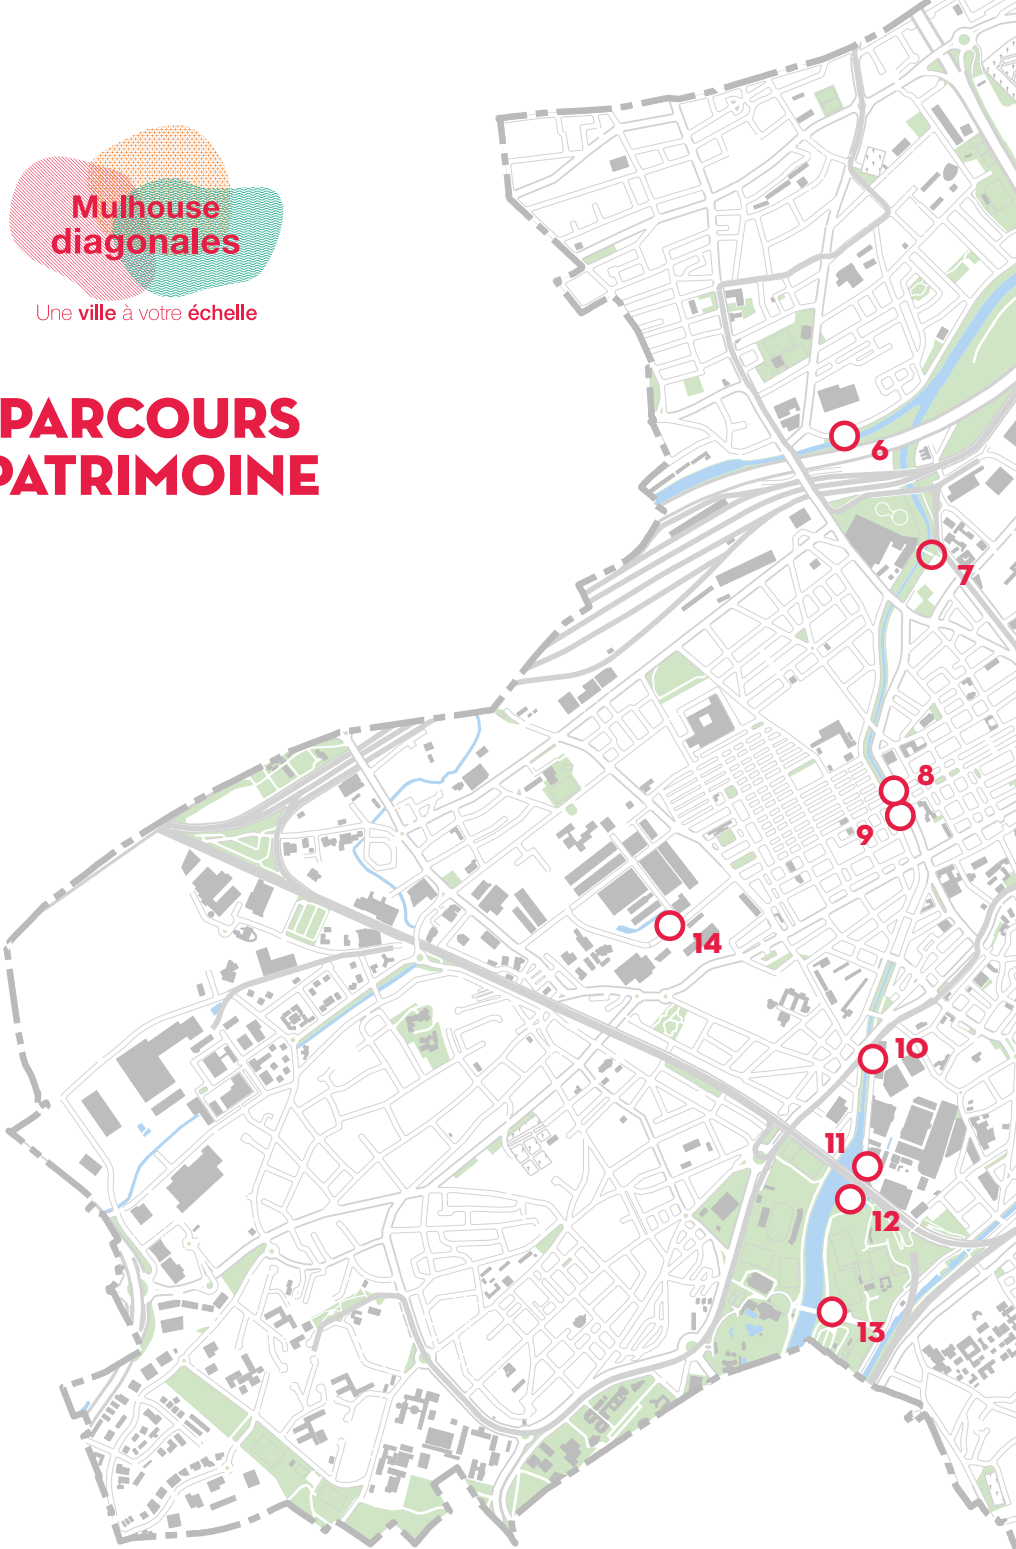 Mulhouse
diagonales
Une ville à votre échelle
PARCOURS
PATRIMOINE
6
7
8
9
14
10
11
12
13